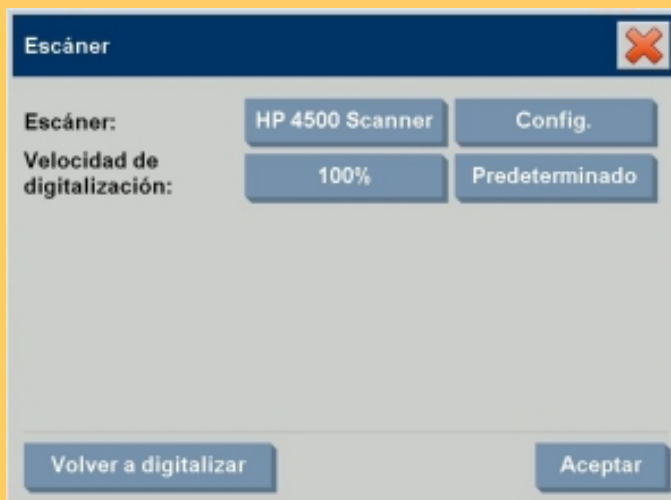 Escáner
Escáner: HP 4500 Scanner Config.
Velocidad de
digitalización: 100% Predeterminado
Volver a digitalizar Aceptar